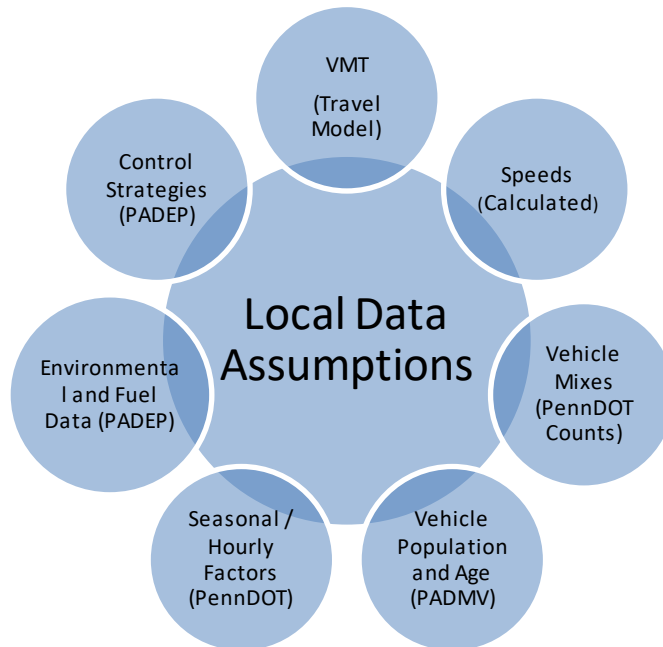 VMT
(Travel
Model)
Control
Strategies
(PADEP)
Speeds
(Calculated)
Local Data
Assumptions
Environmenta
l and Fuel
Data (PADEP)
Vehicle
Mixes
(PennDOT
Counts)
Seasonal /
Hourly
Factors
(PennDOT)
Vehicle
Population
and Age
(PADMV)